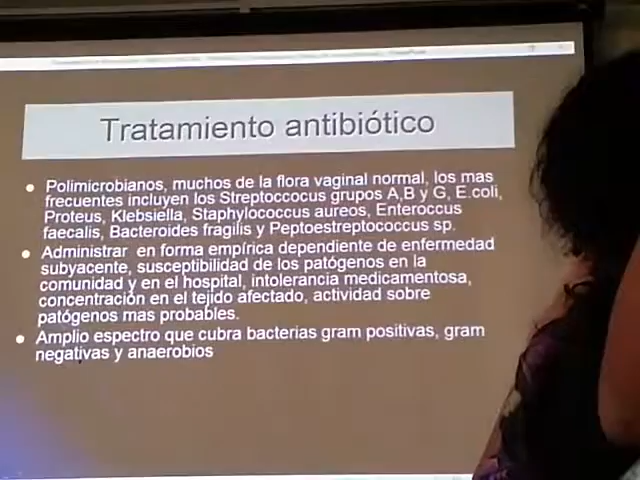 Tratamiento antibiótico
Polimicrobianos, muchos de la flora vaginal normal, los mas
frecuentes incluyen los Streptoccocus grupos A,B y G, E.coli,
Proteus, Klebsiella, Staphylococcus aureos, Enteroccus
faecalis, Bacteroides fragilis y Peptoestreptococcus sp.
Administrar en forma empírica dependiente de enfermedad
subyacente, susceptibilidad de los patógenos en la
comunidad y en el hospital, intolerancia medicamentosa,
concentración en el tejido afectado, actividad sobre
patógenos mas probables.
Amplio espectro que cubra bacterias gram positivas, gram
negativas y anaerobios